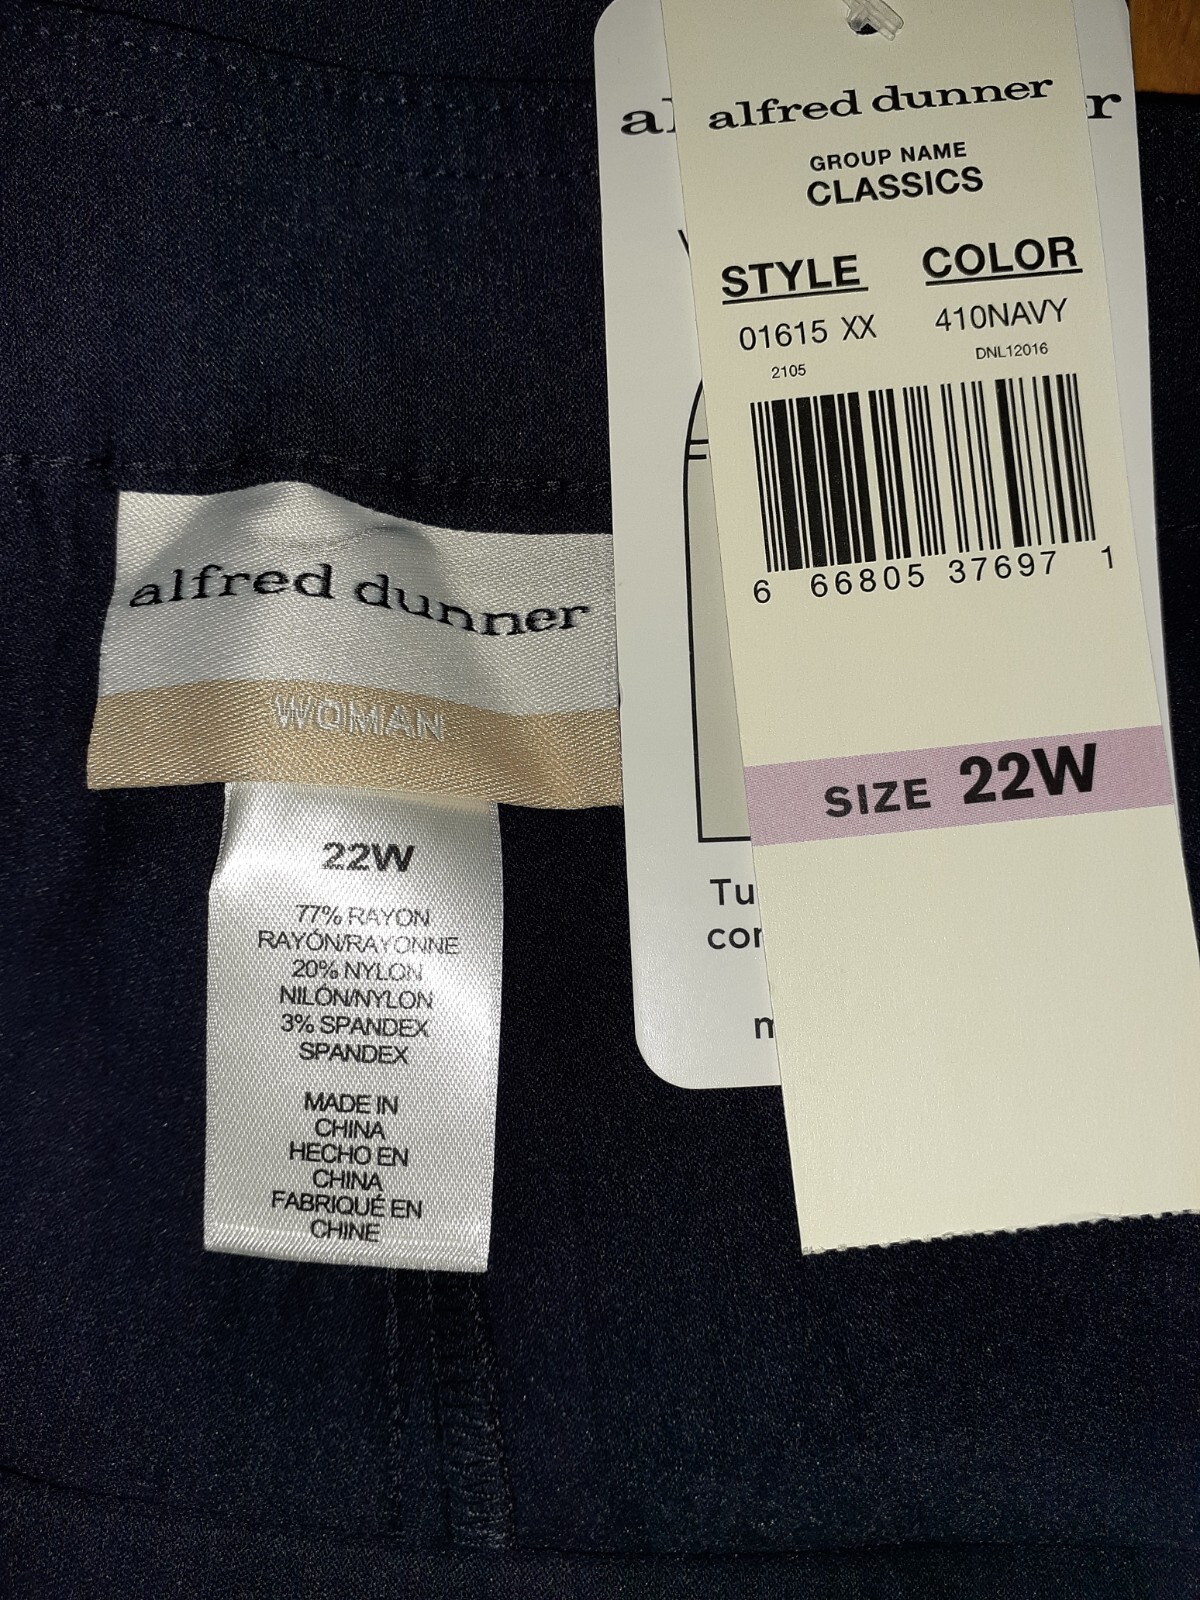 alfred dunner
GROUP NAME
CLASSICS
STYLE COLOR
01615 XX 410NAVY
2105 DNL12016
6 66805 37697 1
SIZE 22W
alfred dunner
WOMAN
22W
77% RAYON
RAYÓN/RAYONNE
20% NYLON
NILÓN/NYLON
3% SPANDEX
SPANDEX
MADE IN
CHINA
HECHO EN
CHINA
FABRIQUÉ EN
CHINE